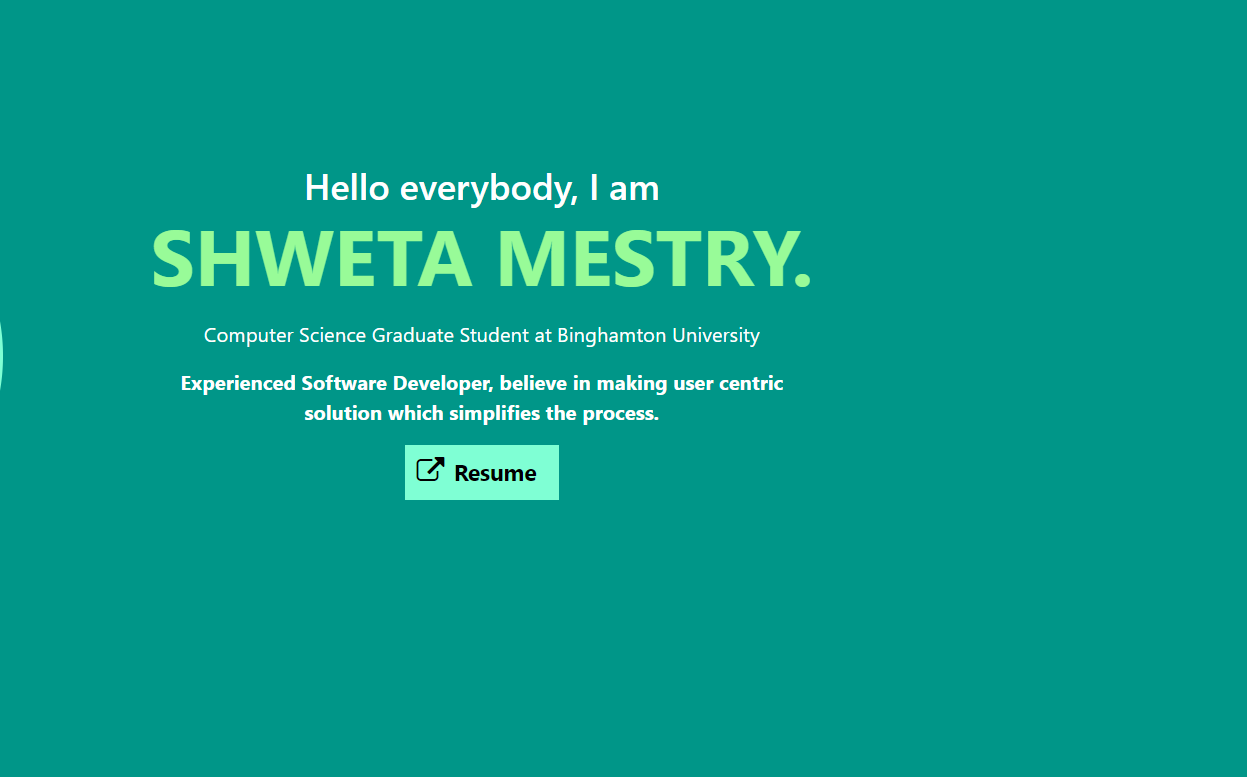 Hello everybody, I am
SHWETA MESTRY.
Computer Science Graduate Student at Binghamton University
Experienced Software Developer, believe in making user centric
solution which simplifies the process.
Resume